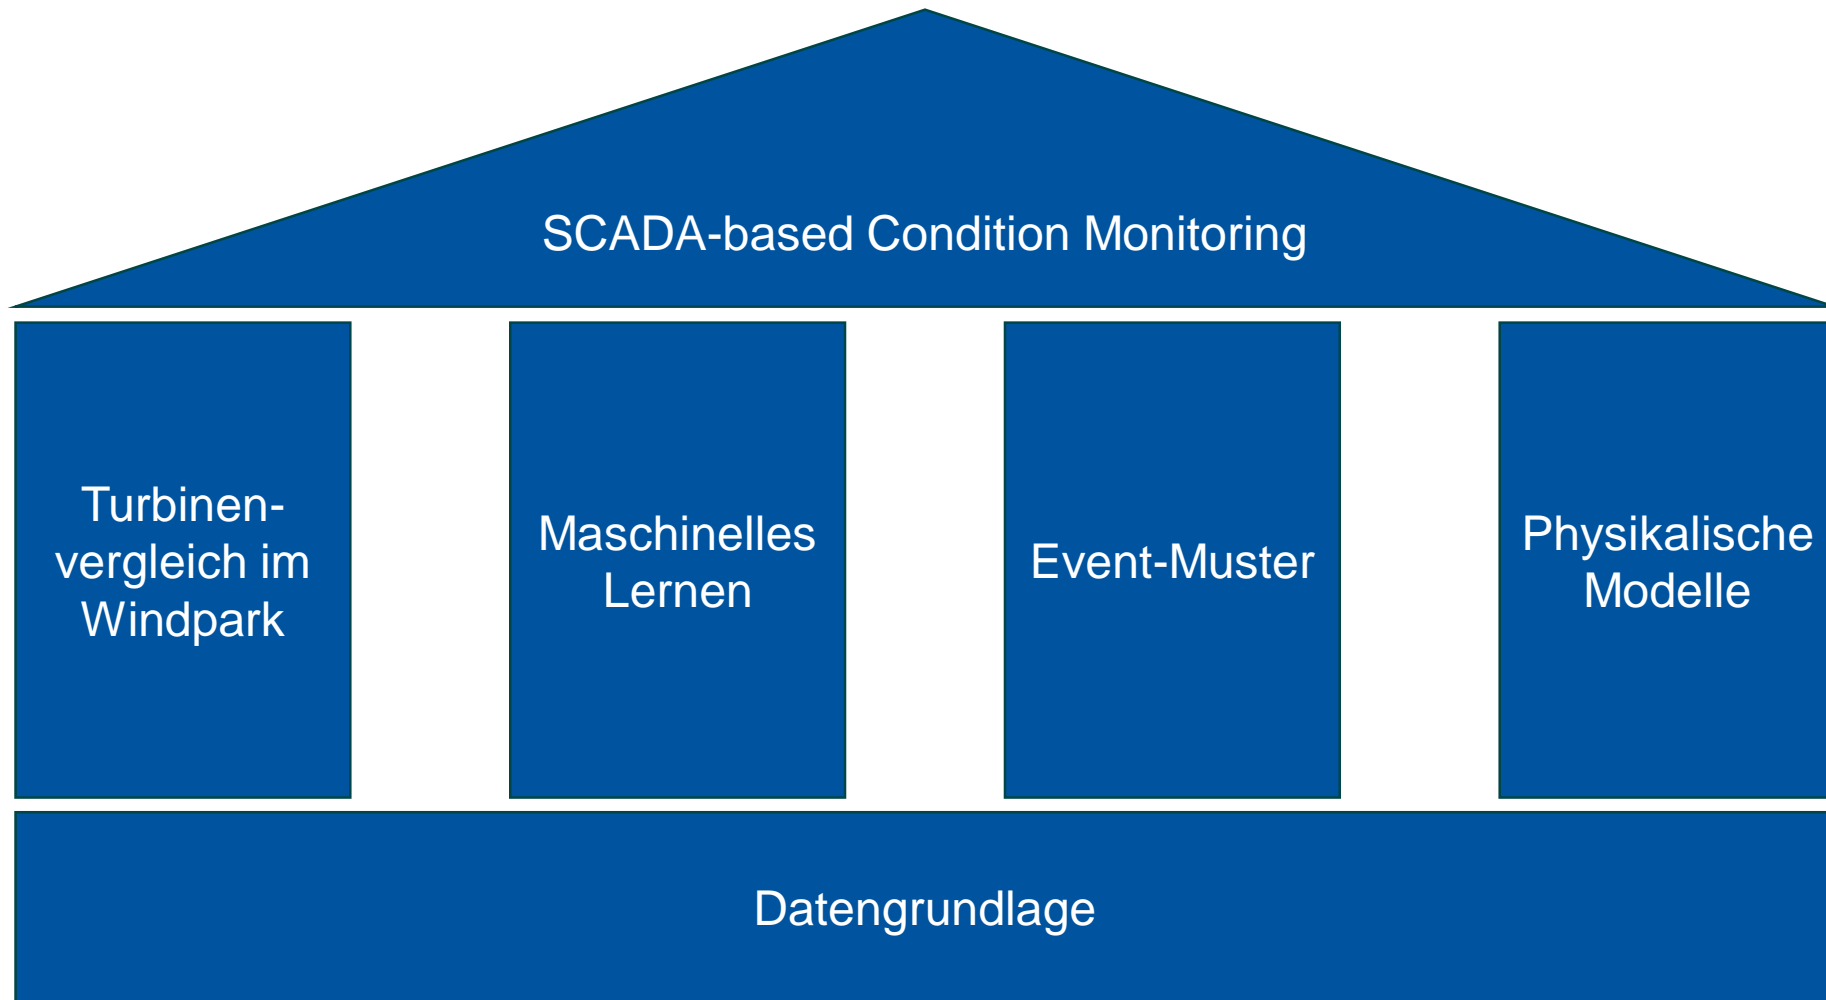 SCADA-based Condition Monitoring
Turbinen-
vergleich im
Windpark
Maschinelles
Lernen
Event-Muster
Physikalische
Modelle
Datengrundlage